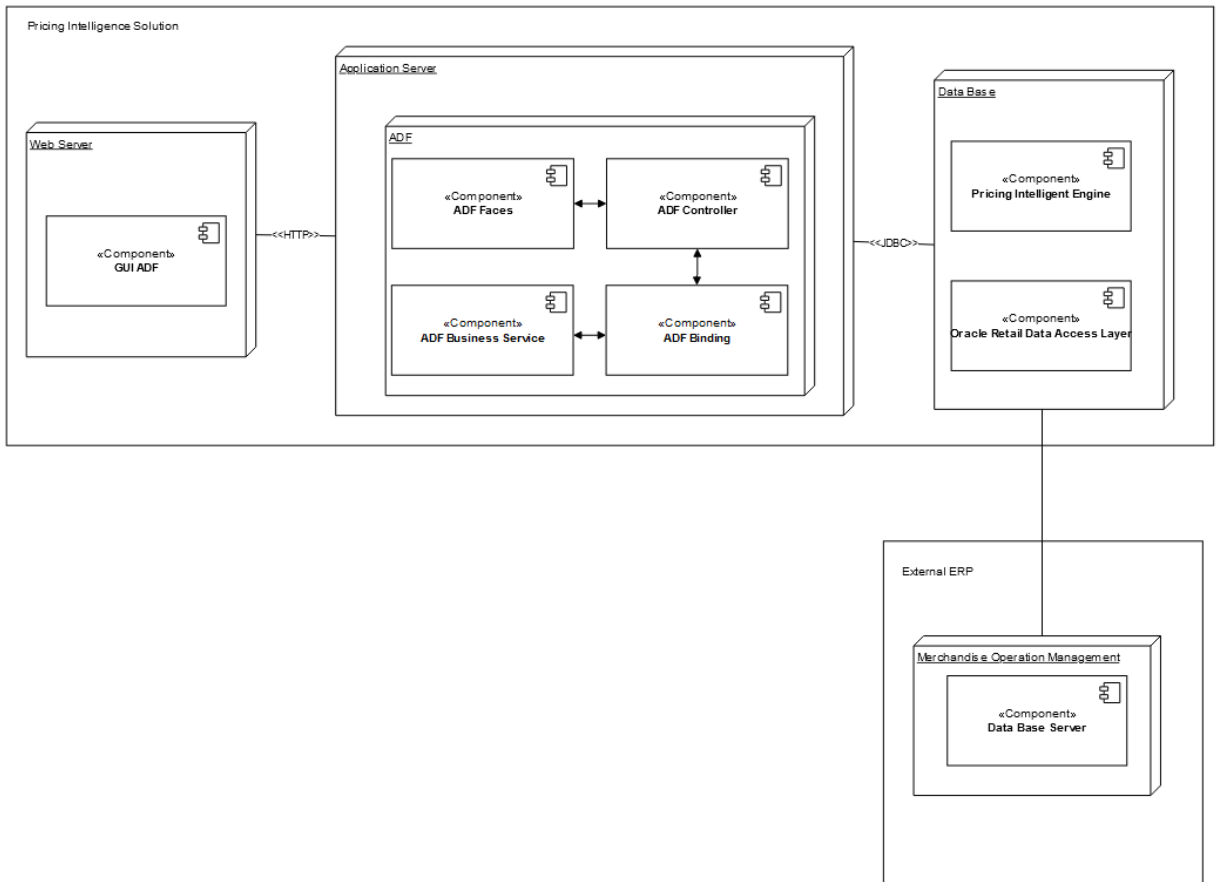 Pricing Intelligence Solution
Application Server
Data Base
Web Server
ADF
«Component»
GUI ADF
<<HTTP>>
«Component»
ADF Faces
«Component»
ADF Controller
«Component»
ADF Business Service
«Component»
ADF Binding
<<JDBC>>
«Component»
Pricing Intelligent Engine
«Component»
Oracle Retail Data Access Layer
External ERP
Merchandise Operation Management
«Component»
Data Base Server